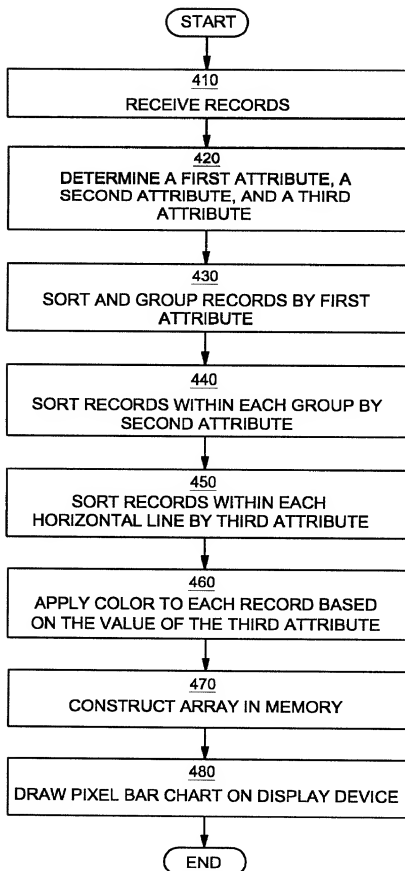 START
410
RECEIVE RECORDS
420
DETERMINE A FIRST ATTRIBUTE, A
SECOND ATTRIBUTE, AND A THIRD
ATTRIBUTE
430
SORT AND GROUP RECORDS BY FIRST
ATTRIBUTE
440
SORT RECORDS WITHIN EACH GROUP BY
SECOND ATTRIBUTE
450
SORT RECORDS WITHIN EACH
HORIZONTAL LINE BY THIRD ATTRIBUTE
460
APPLY COLOR TO EACH RECORD BASED
ON THE VALUE OF THE THIRD ATTRIBUTE
470
CONSTRUCT ARRAY IN MEMORY
480
DRAW PIXEL BAR CHART ON DISPLAY DEVICE
END